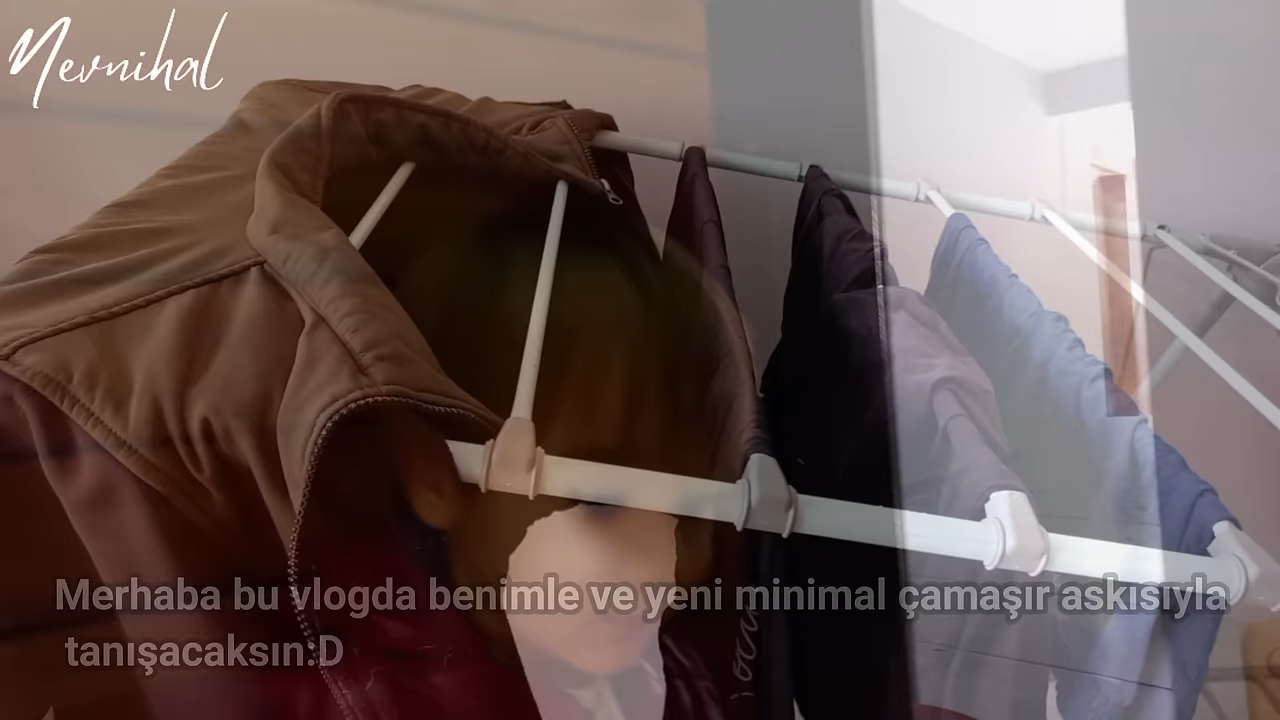 Nevnihal
Merhaba bu vlogda benimle ve yeni minimal çamaşır askısıyla
tanışacaksın:D